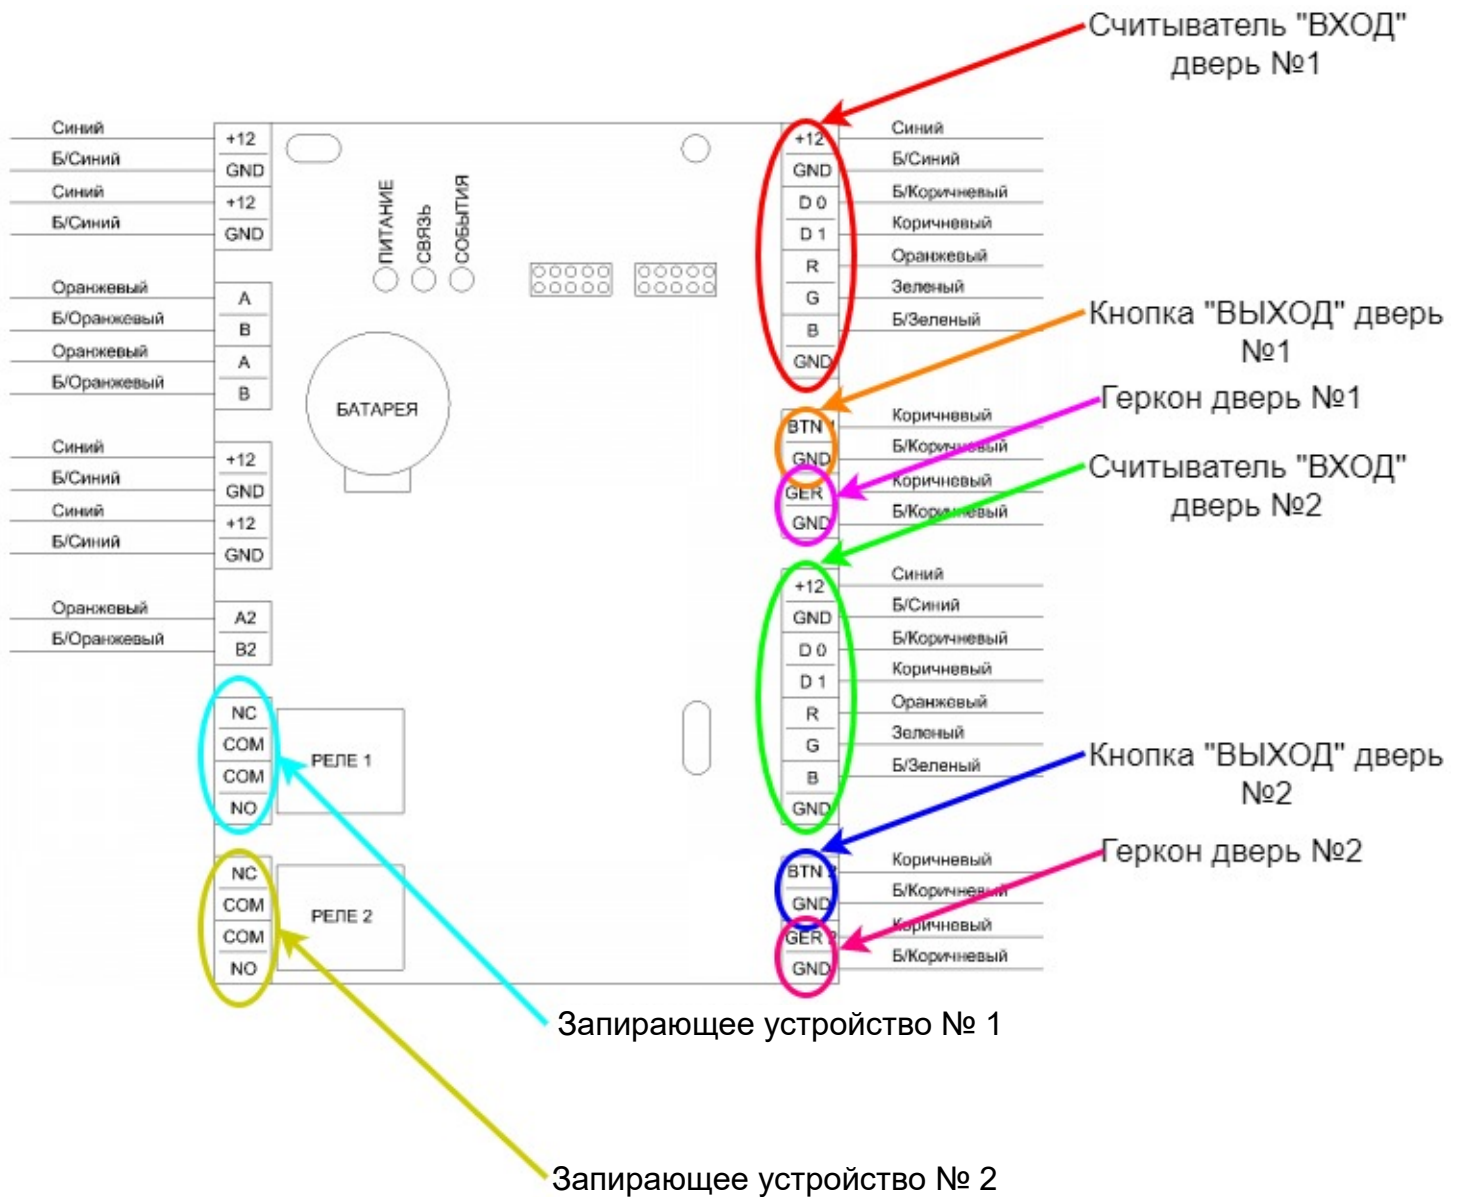 Считыватель "ВХОД"
дверь №1
Синий
Б/Синий
Синий
Б/Синий
+12
GND
+12
GND
Оранжевый
Б/Оранжевый
Оранжевый
Б/Оранжевый
A
B
A
B
Синий
Б/Синий
Синий
Б/Синий
+12
GND
+12
GND
Оранжевый
Б/Оранжевый
A2
B2
NC
COM
COM
NO
РЕЛЕ 1
NC
COM
COM
NO
РЕЛЕ 2
ПИТАНИЕ
СВЯЗЬ
СОБЫТИЯ
БАТАРЕЯ
+12
GND
D 0
D 1
R
G
B
GND
Синий
Б/Синий
Б/Коричневый
Коричневый
Оранжевый
Зеленый
Б/Зеленый
Кнопка "ВЫХОД" дверь
№1
BTN 1
GND
GER
GND
Коричневый
Б/Коричневый
Коричневый
Б/Коричневый
Геркон дверь №1
Считыватель "ВХОД"
дверь №2
+12
GND
D 0
D 1
R
G
B
GND
Синий
Б/Синий
Б/Коричневый
Коричневый
Оранжевый
Зеленый
Б/Зеленый
Кнопка "ВЫХОД" дверь
№2
BTN 2
GND
GER 2
GND
Коричневый
Б/Коричневый
Коричневый
Б/Коричневый
Геркон дверь №2
Запирающее устройство № 1
Запирающее устройство № 2